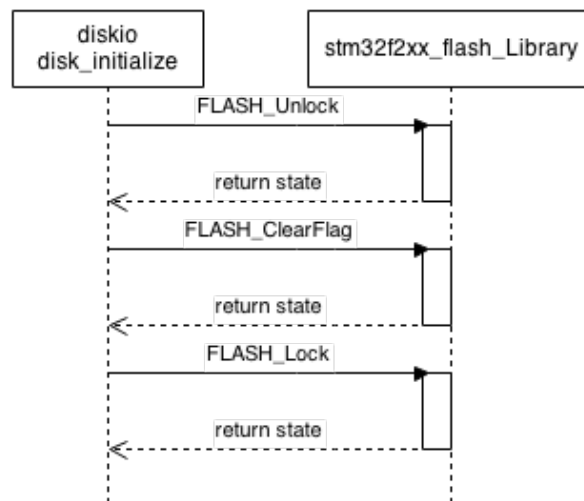 diskio
disk_initialize
stm32f2xx_flash_Library
FLASH_Unlock
return state
FLASH_ClearFlag
return state
FLASH_Lock
return state